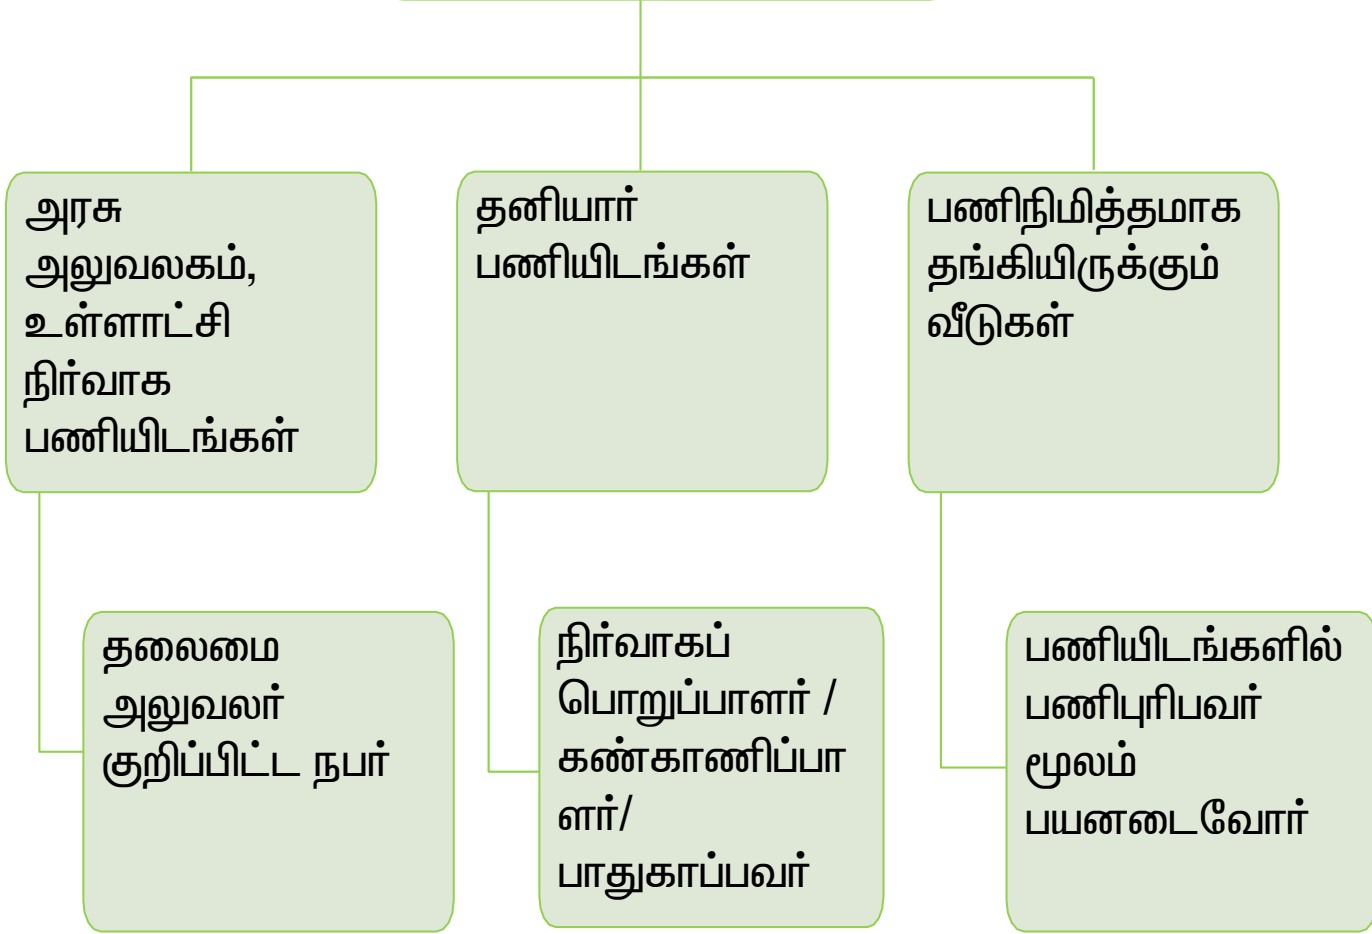 அரசு
அலுவலகம்,
உள்ளாட்சி
நிர்வாக
பணியிடங்கள்
தனியார்
பணியிடங்கள்
பணிநிமித்தமாக
தங்கியிருக்கும்
வீடுகள்
தலைமை
அலுவலர்
குறிப்பிட்ட நபர்
நிர்வாகப்
பொறுப்பாளர் /
கண்காணிப்பா
ளர்/
பாதுகாப்பவர்
பணியிடங்களில்
பணிபுரிபவர்
மூலம்
பயனடைவோர்